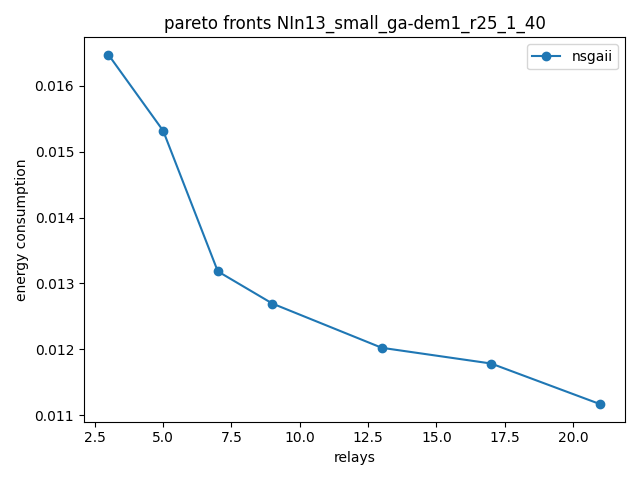 pareto fronts NIn13_small_ga-dem1_r25_1_40
nsgaii
0.016
0.015
0.014
0.013
0.012
0.011
energy consumption
2.5 5.0 7.5 10.0 12.5 15.0 17.5 20.0
relays